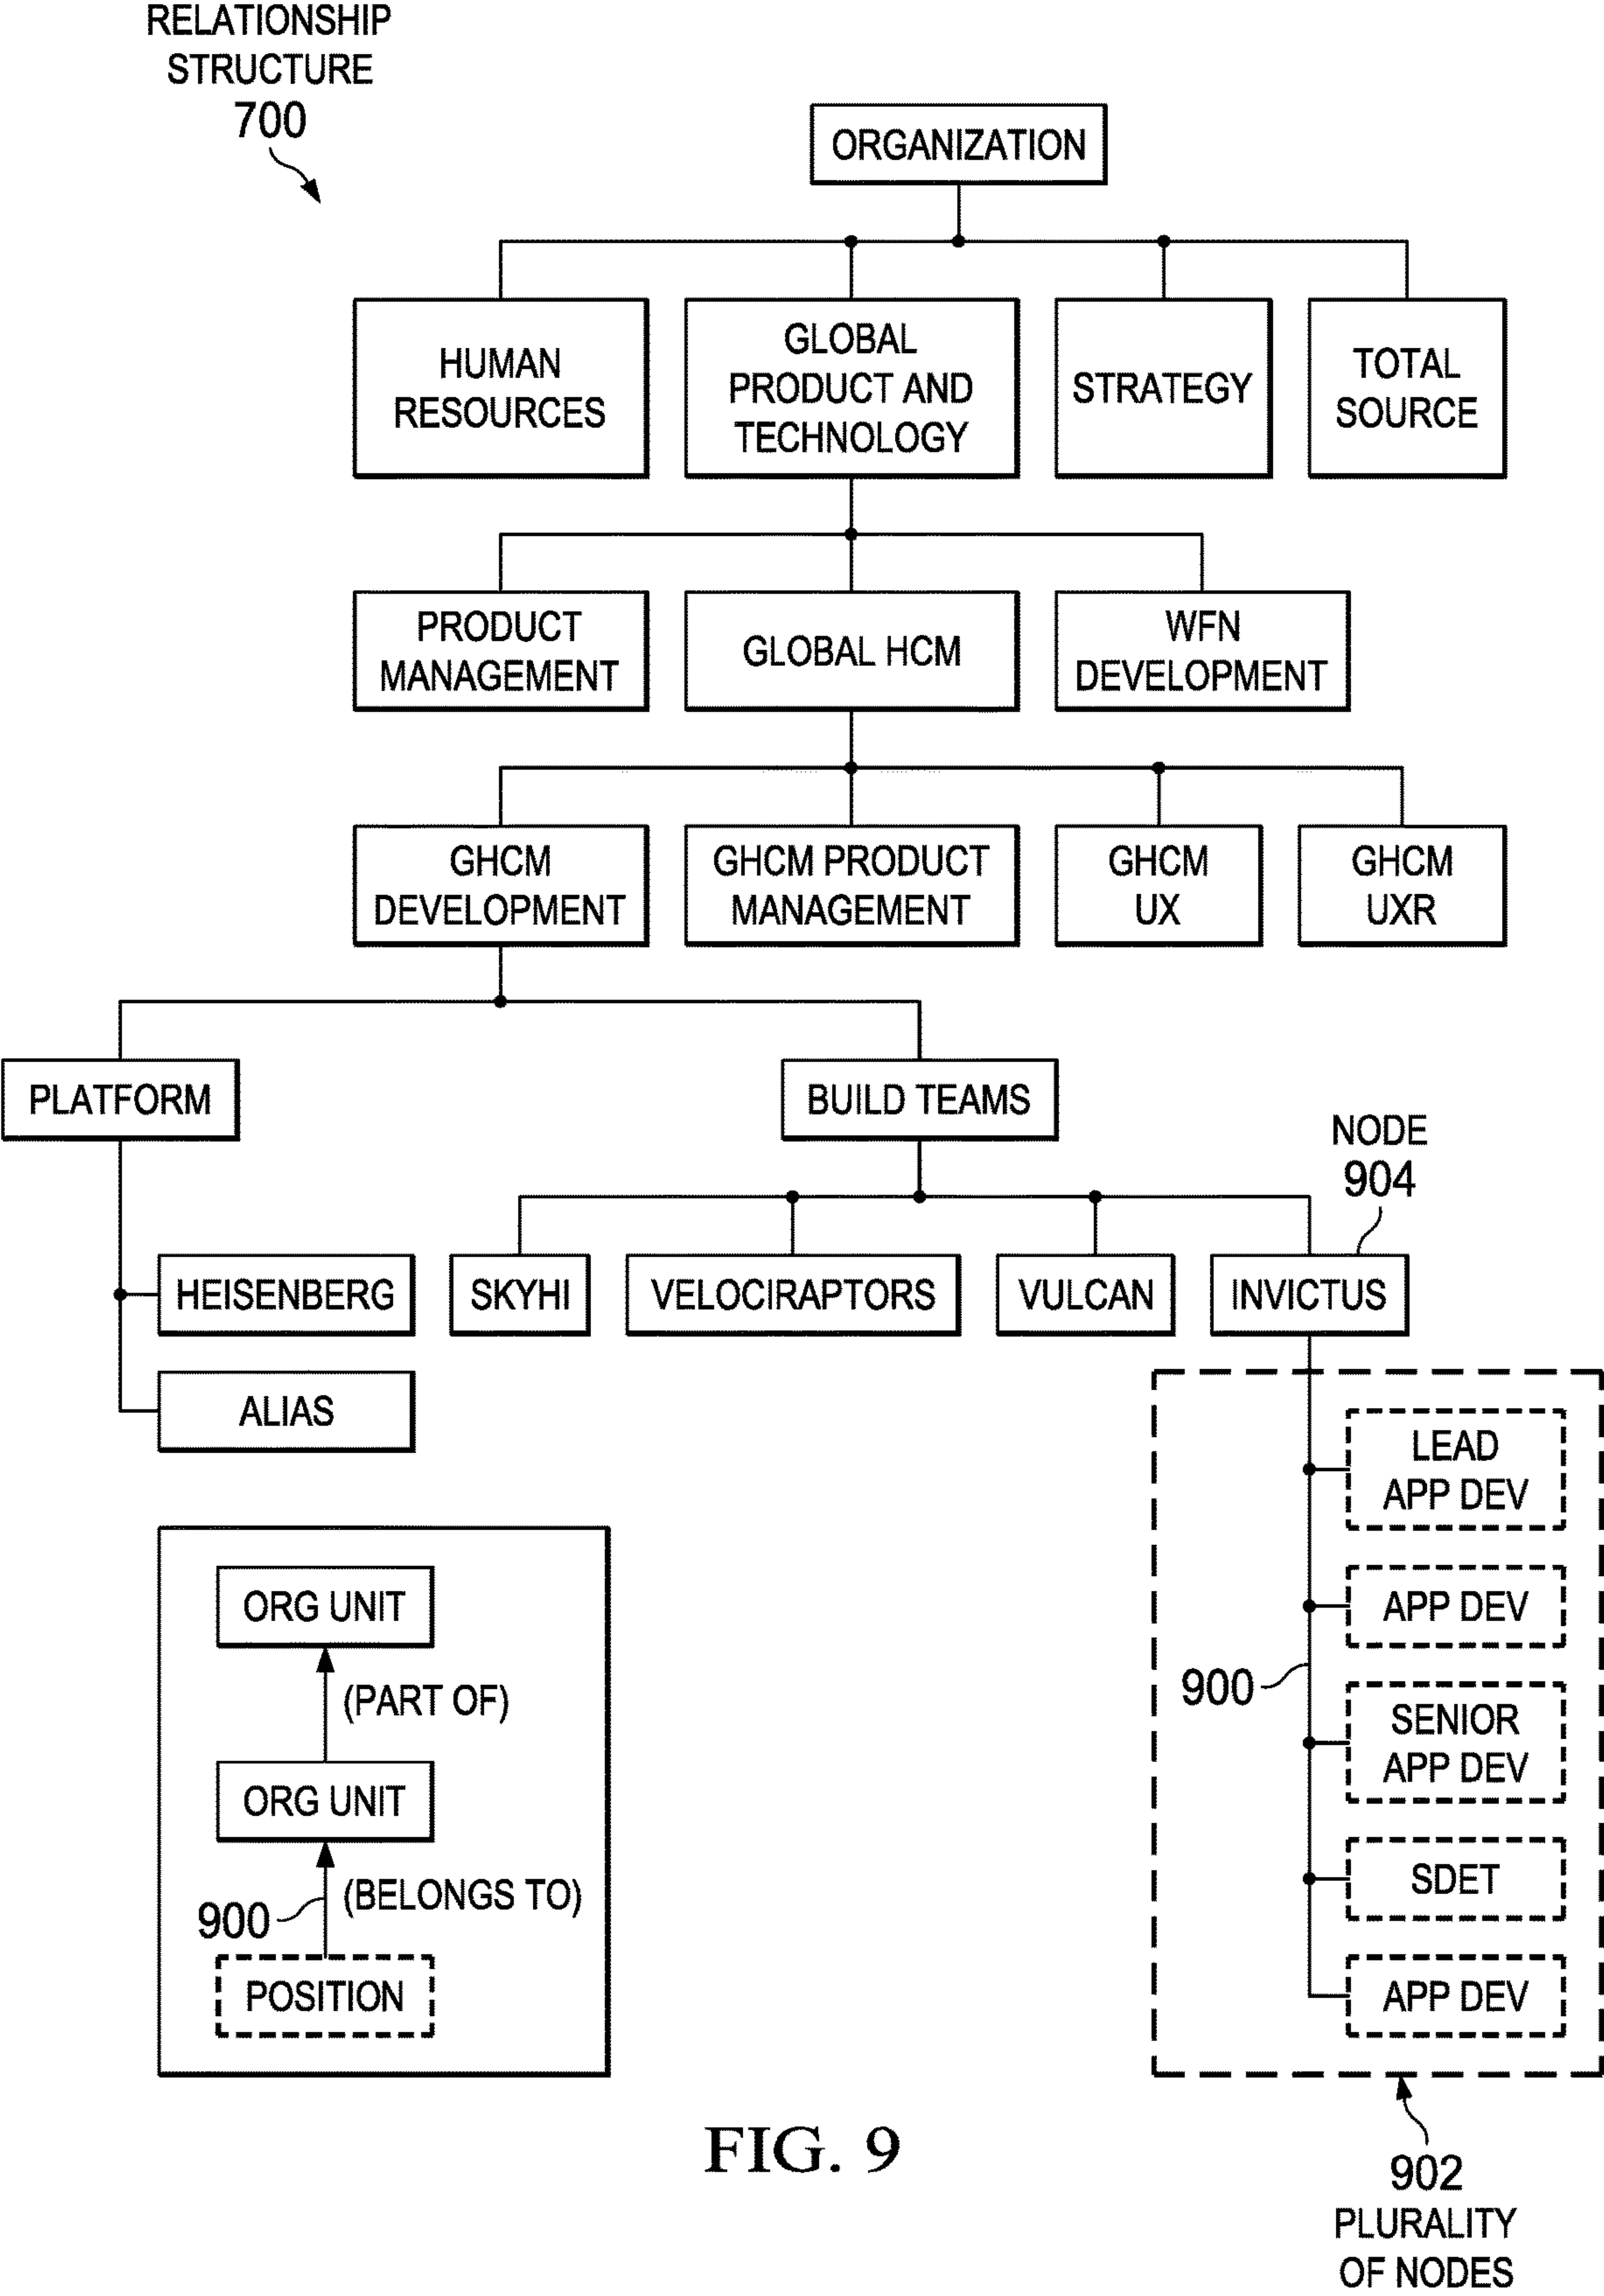 RELATIONSHIP
STRUCTURE
700
ORGANIZATION
HUMAN
RESOURCES
GLOBAL
PRODUCT AND
TECHNOLOGY
STRATEGY
TOTAL
SOURCE
PRODUCT
MANAGEMENT
GLOBAL HCM
WFN
DEVELOPMENT
GHCM
DEVELOPMENT
GHCM PRODUCT
MANAGEMENT
GHCM
UX
GHCM
UXR
PLATFORM
BUILD TEAMS
NODE
904
HEISENBERG
SKYHI
VELOCIRAPTORS
VULCAN
INVICTUS
ALIAS
LEAD
APP DEV
APP DEV
900
SENIOR
APP DEV
SDET
APP DEV
ORG UNIT
(PART OF)
ORG UNIT
(BELONGS TO)
900
POSITION
FIG. 9
902
PLURALITY
OF NODES